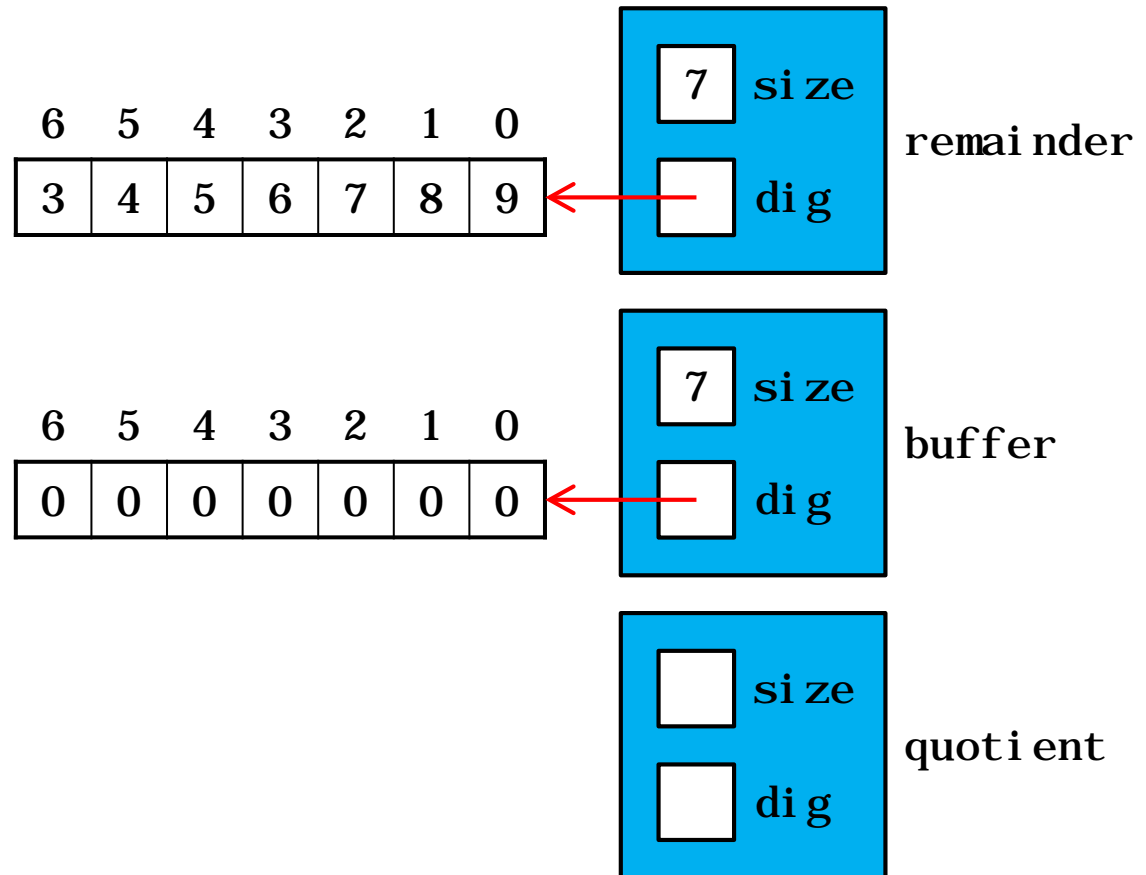 7 size
6 5 4 3 2 1 0
remainder
3 4 5 6 7 8 9
dig
7 size
6 5 4 3 2 1 0
buffer
0 0 0 0 0 0 0
dig
size
quotient
dig